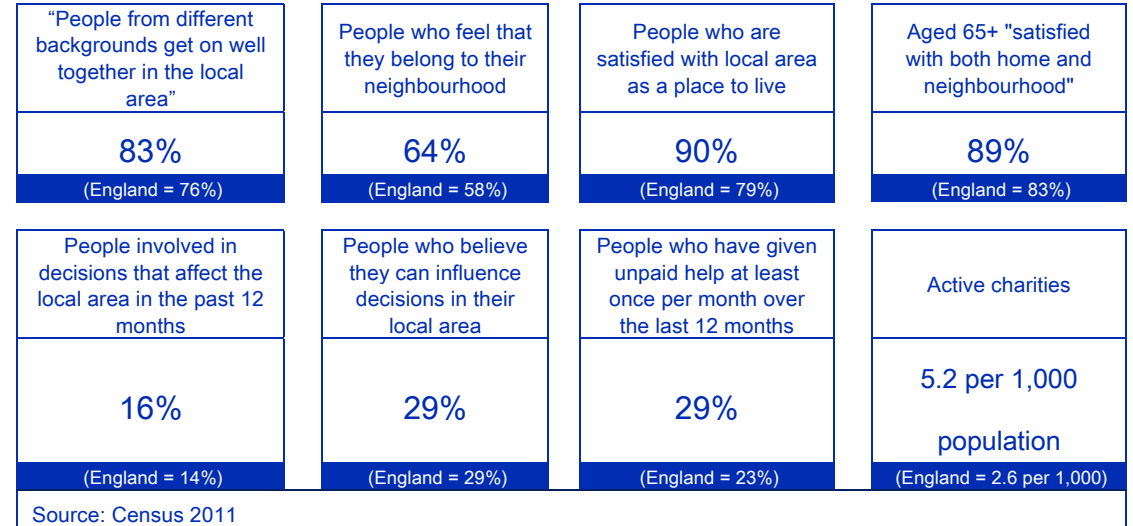 “People from different
backgrounds get on well
together in the local
area”
83%
(England = 76%)
People who feel that
they belong to their
neighbourhood
64%
(England = 58%)
People who are
satisfied with local area
as a place to live
90%
(England = 79%)
Aged 65+ "satisfied
with both home and
neighbourhood"
89%
(England = 83%)
People involved in
decisions that affect the
local area in the past 12
months
16%
(England = 14%)
People who believe
they can influence
decisions in their
local area
29%
(England = 29%)
People who have given
unpaid help at least
once per month over
the last 12 months
29%
(England = 23%)
Active charities
5.2 per 1,000
population
(England = 2.6 per 1,000)
Source: Census 2011